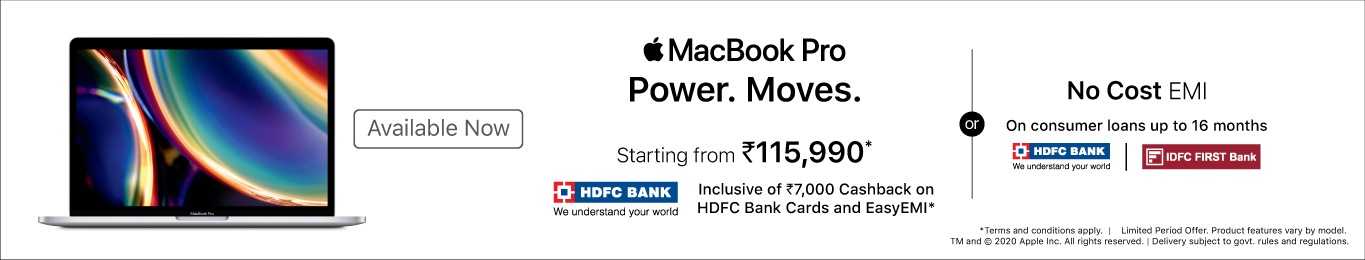 MacBook Pro
Available Now
MacBook Pro
Power. Moves.
Starting from ₹115,990*
HDFC BANK
We understand your world
Inclusive of ₹7,000 Cashback on
HDFC Bank Cards and EasyEMI*
or
No Cost EMI
On consumer loans up to 16 months
HDFC BANK
We understand your world
IDFC FIRST Bank
*Terms and conditions apply. | Limited Period Offer. Product features vary by model.
TM and © 2020 Apple Inc. All rights reserved. | Delivery subject to govt. rules and regulations.